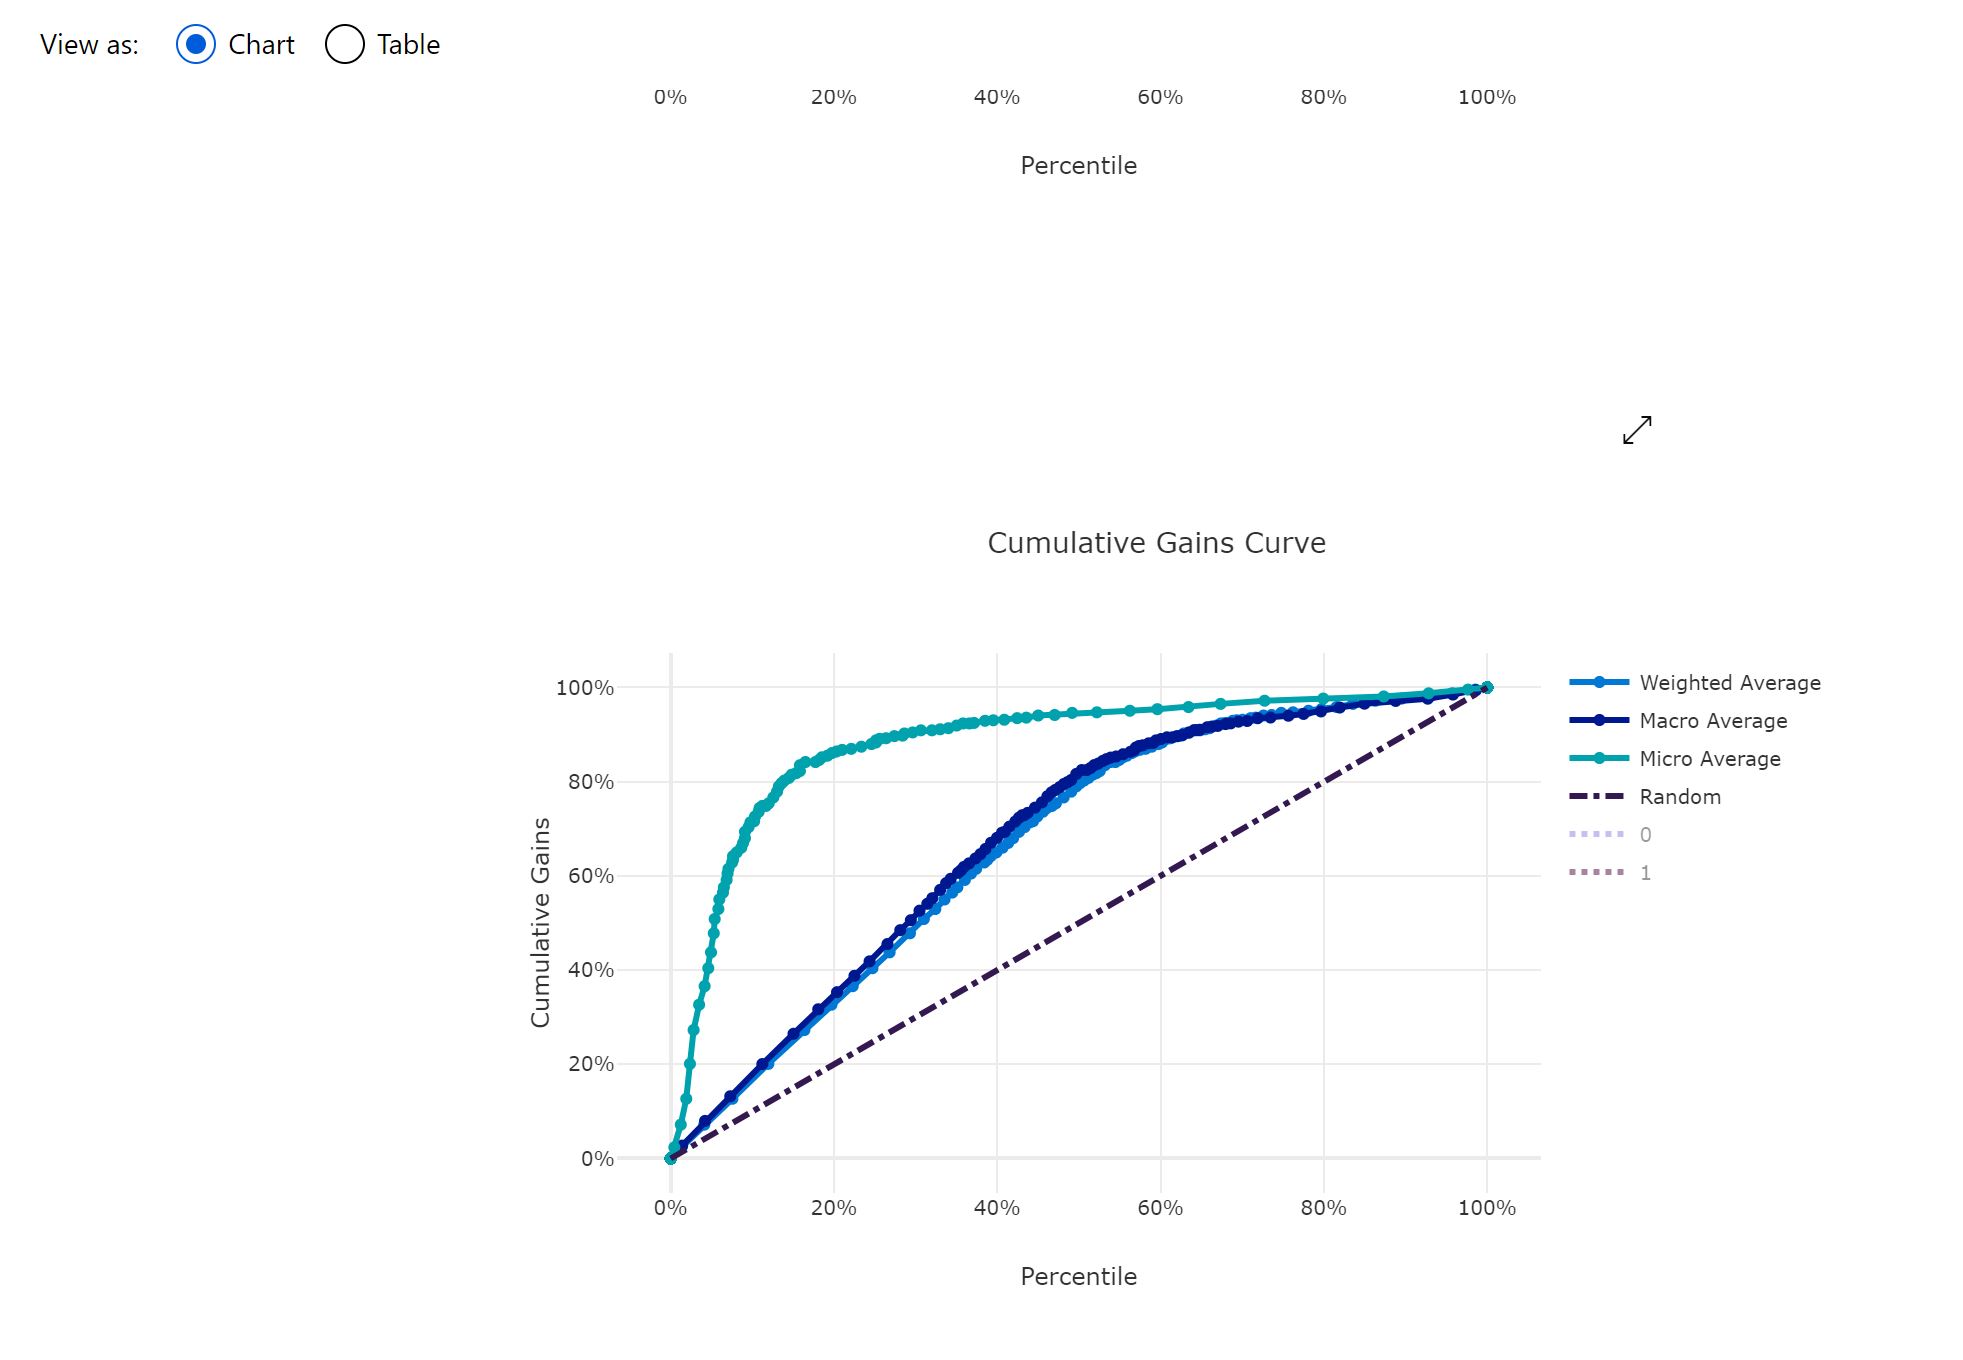 View as: Chart Table
0% 20% 40% 60% 80% 100%
Percentile
Cumulative Gains Curve
100%
80%
60%
40%
20%
0%
Cumulative Gains
0% 20% 40% 60% 80% 100%
Percentile
Weighted Average
Macro Average
Micro Average
Random
0
1